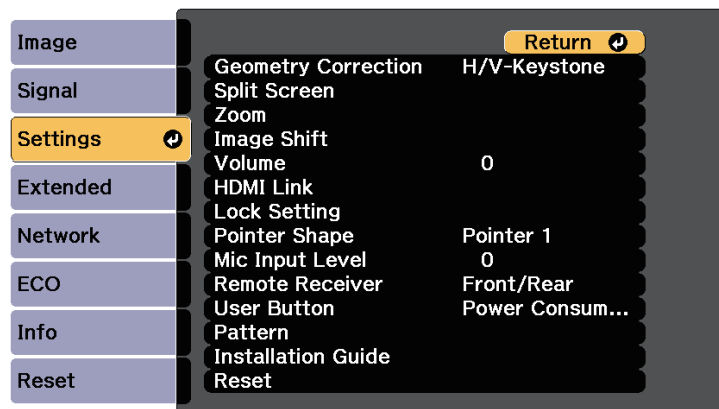 Image
Signal
Settings
Extended
Network
ECO
Info
Reset
Return
Geometry Correction H/V-Keystone
Split Screen
Zoom
Image Shift
Volume 0
HDMI Link
Lock Setting
Pointer Shape Pointer 1
Mic Input Level 0
Remote Receiver Front/Rear
User Button Power Consum...
Pattern
Installation Guide
Reset